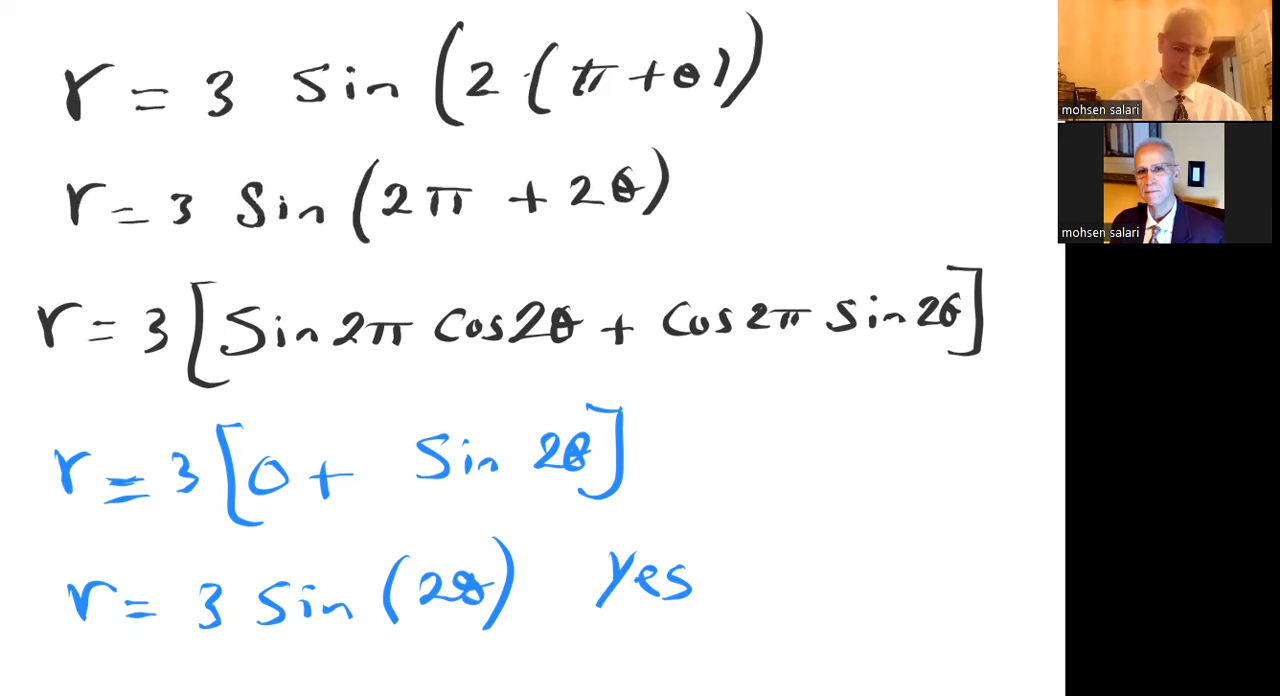 r = 3 Sin (2 (π + θ))
r = 3 Sin (2π + 2θ)
r = 3 [Sin 2π Cos 2θ + Cos 2π Sin 2θ]
r = 3 [0 + Sin 2θ]
r = 3 Sin (2θ) yes
mohsen salari
mohsen salari